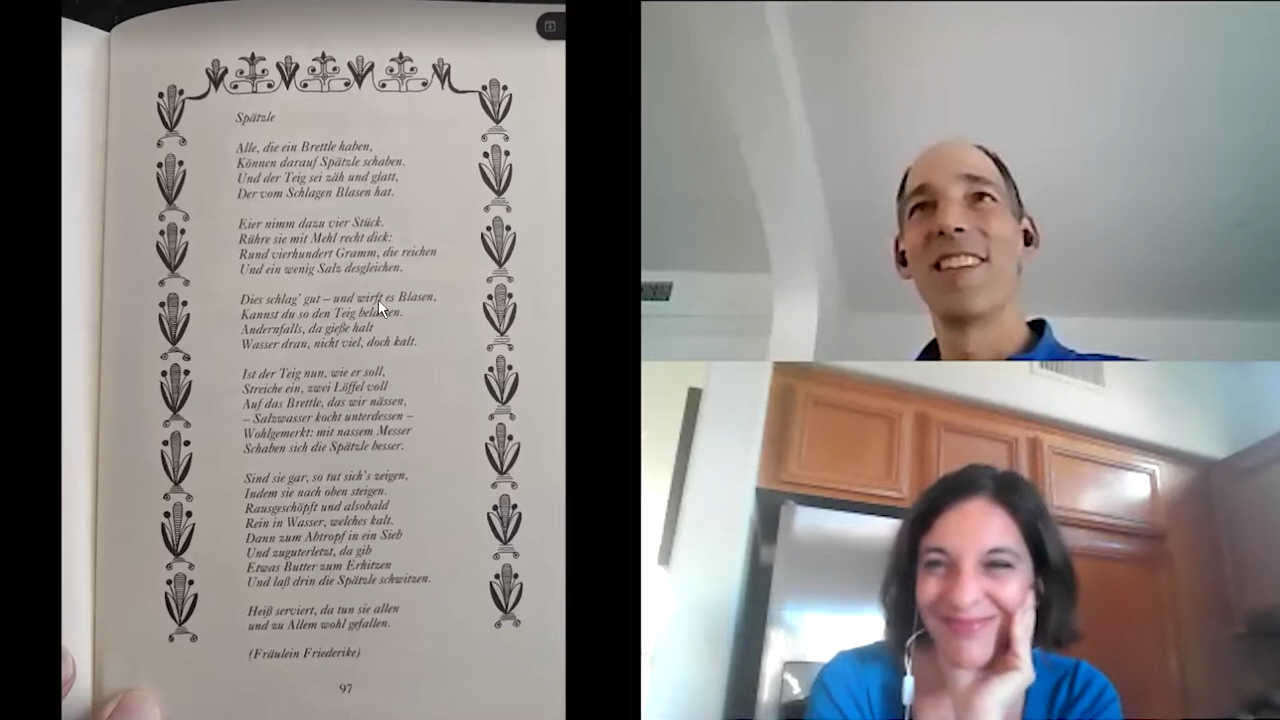 Spätzle
Alle, die ein Brettle haben,
Können darauf Spätzle schaben.
Und der Teig sei zäh und glatt,
Der vom Schlagen Blasen hat.
Eier nimm dazu vier Stück.
Rühre sie mit Mehl recht dick:
Rund vierhundert Gramm, die reichen
Und ein wenig Salz desgleichen.
Dies schlag' gut – und wirft es Blasen,
Kannst du so den Teig belassen.
Andernfalls, da gieße halt
Wasser dran, nicht viel, doch kalt.
Ist der Teig nun, wie er soll,
Streiche ein, zwei Löffel voll
Auf das Brettle, das wir nässen,
– Salzwasser kocht unterdessen –
Wohlgemerkt: mit nassem Messer
Schaben sich die Spätzle besser.
Sind sie gar, so tut sich's zeigen,
Indem sie nach oben steigen.
Rausgeschöpft und alsobald
Rein in Wasser, welches kalt.
Dann zum Abtropf in ein Sieb
Und zuguterletzt, da gib
Etwas Butter zum Erhitzen
Und laß drin die Spätzle schwitzen.
Heiß serviert, da tun sie allen
und zu Allem wohl gefallen.
(Fräulein Friederike)
97